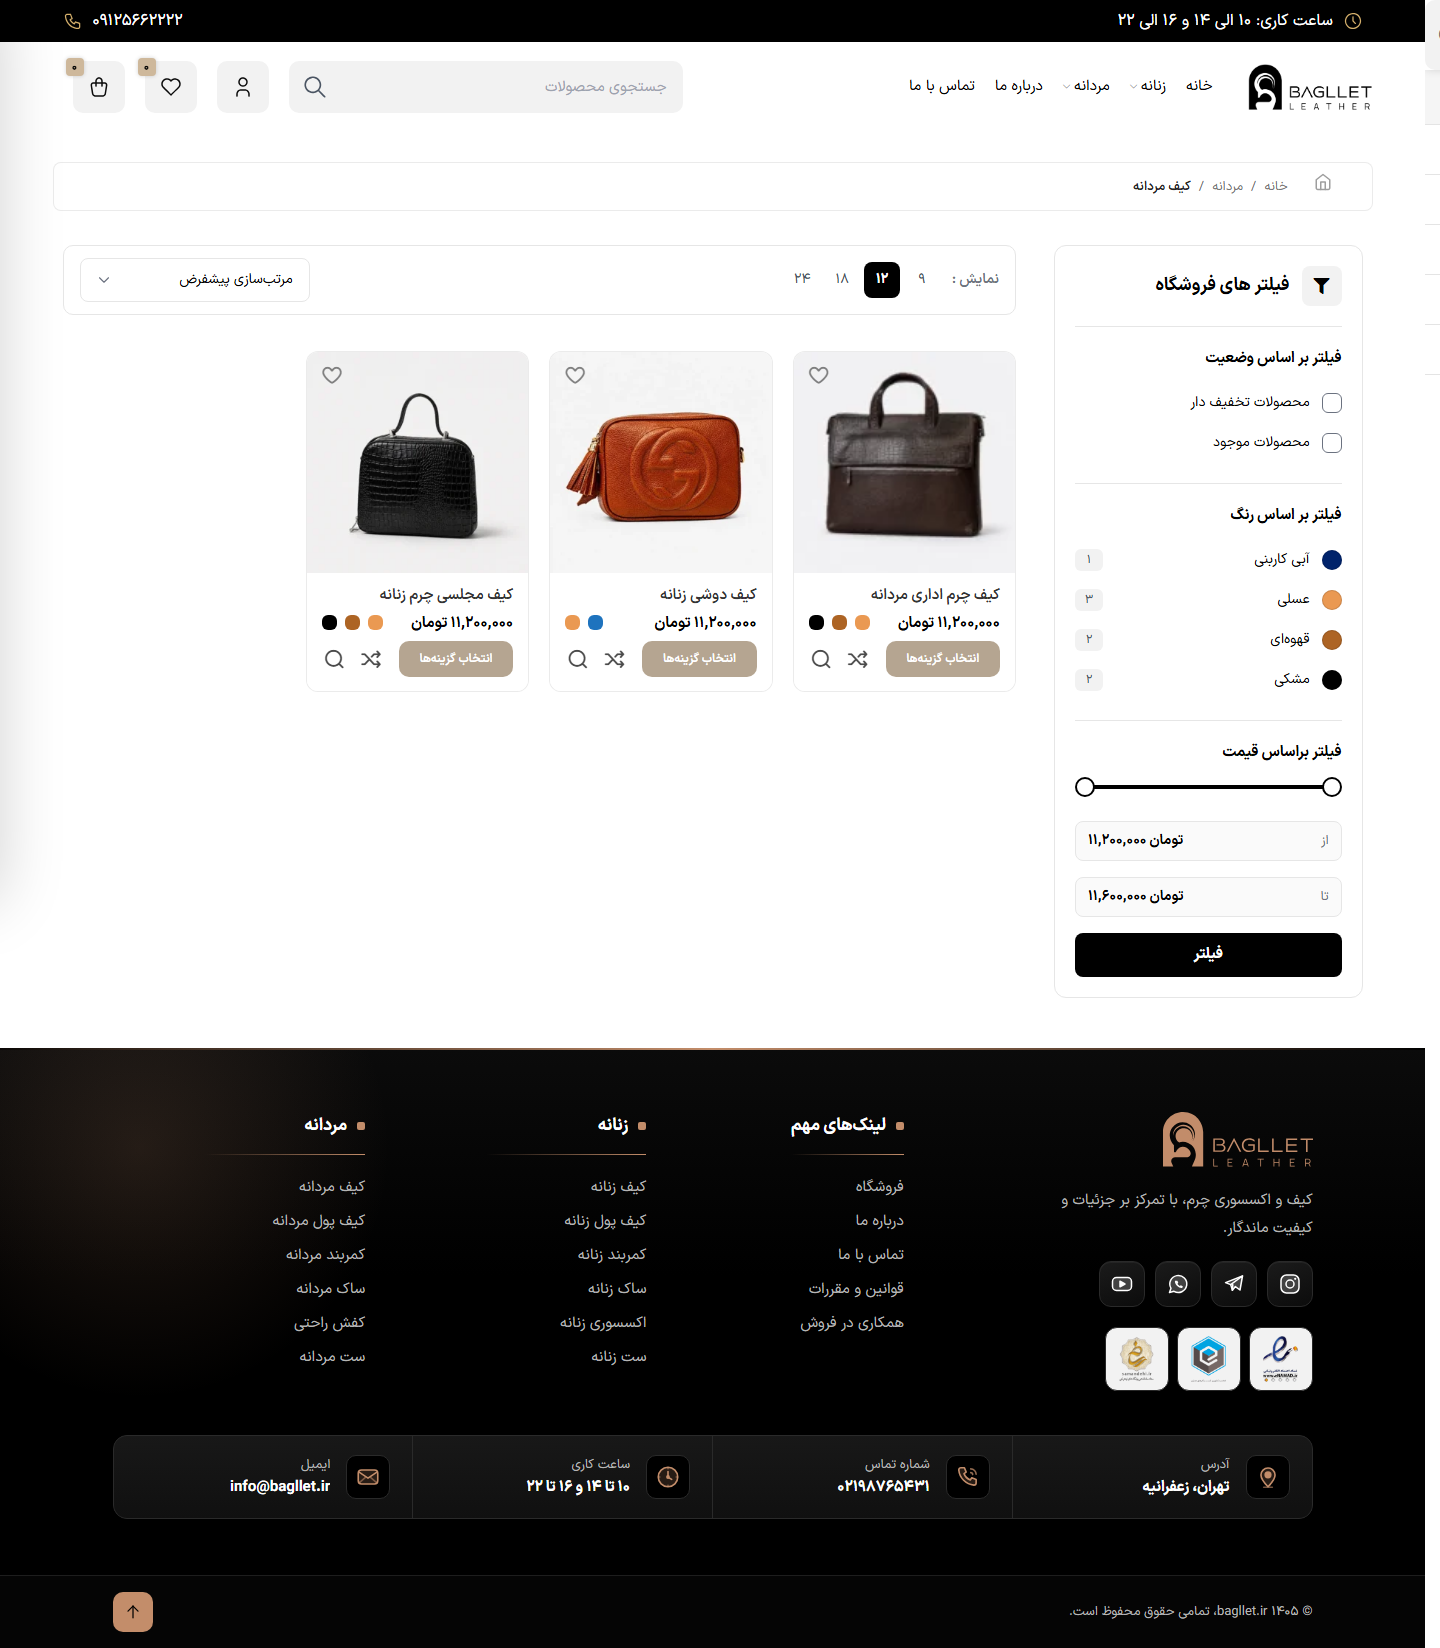 ساعت کاری: ۱۰ الی ۱۴ و ۱۶ الی ۲۲
۰۹۱۲۵۶۶۲۲۲۲
BAGLLET
LEATHER
خانه
زنانه
مردانه
درباره ما
تماس با ما
جستجوی محصولات
۰
۰
خانه / مردانه / کیف مردانه
فیلتر های فروشگاه
فیلتر بر اساس وضعیت
محصولات تخفیف دار
محصولات موجود
فیلتر بر اساس رنگ
آبی کاربنی ۱
عسلی ۳
قهوه‌ای ۲
مشکی ۲
فیلتر براساس قیمت
از تومان ۱۱,۲۰۰,۰۰۰
تا تومان ۱۱,۶۰۰,۰۰۰
فیلتر
نمایش : ۹ ۱۲ ۱۸ ۲۴
مرتب‌سازی پیشفرض
کیف چرم اداری مردانه
۱۱,۲۰۰,۰۰۰ تومان
انتخاب گزینه‌ها
کیف دوشی زنانه
۱۱,۲۰۰,۰۰۰ تومان
انتخاب گزینه‌ها
کیف مجلسی چرم زنانه
۱۱,۲۰۰,۰۰۰ تومان
انتخاب گزینه‌ها
BAGLLET
LEATHER
کیف و اکسسوری چرم، با تمرکز بر جزئیات و
کیفیت ماندگار.
لینک‌های مهم
فروشگاه
درباره ما
تماس با ما
قوانین و مقررات
همکاری در فروش
زنانه
کیف زنانه
کیف پول زنانه
کمربند زنانه
ساک زنانه
اکسسوری زنانه
ست زنانه
مردانه
کیف مردانه
کیف پول مردانه
کمربند مردانه
ساک مردانه
کفش راحتی
ست مردانه
آدرس
تهران، زعفرانیه
شماره تماس
۰۲۱۹۸۷۶۵۴۳۱
ساعت کاری
۱۰ تا ۱۴ و ۱۶ تا ۲۲
ایمیل
info@bagllet.ir
© ۱۴۰۵ bagllet.ir، تمامی حقوق محفوظ است.